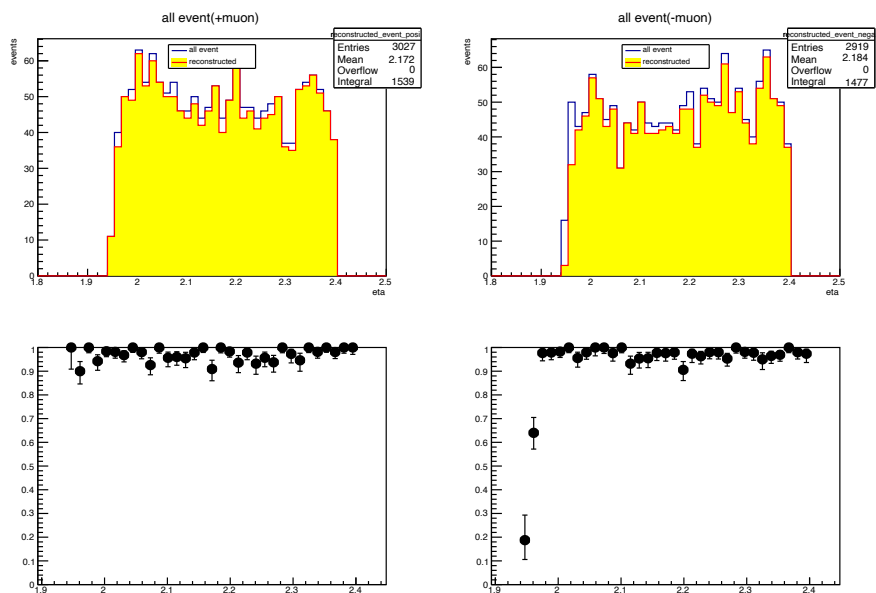 all event(+muon)
events
all event
reconstructed
reconstructed_event_posi
Entries 3027
Mean 2.172
Overflow 0
Integral 1539
60
50
40
30
20
10
0
1.8 1.9 2 2.1 2.2 2.3 2.4 2.5
eta
all event(-muon)
events
all event
reconstructed
reconstructed_event_nega
Entries 2919
Mean 2.184
Overflow 0
Integral 1477
60
50
40
30
20
10
0
1.8 1.9 2 2.1 2.2 2.3 2.4 2.5
eta
1
0.9
0.8
0.7
0.6
0.5
0.4
0.3
0.2
0.1
0
1.9 2 2.1 2.2 2.3 2.4
1
0.9
0.8
0.7
0.6
0.5
0.4
0.3
0.2
0.1
0
1.9 2 2.1 2.2 2.3 2.4